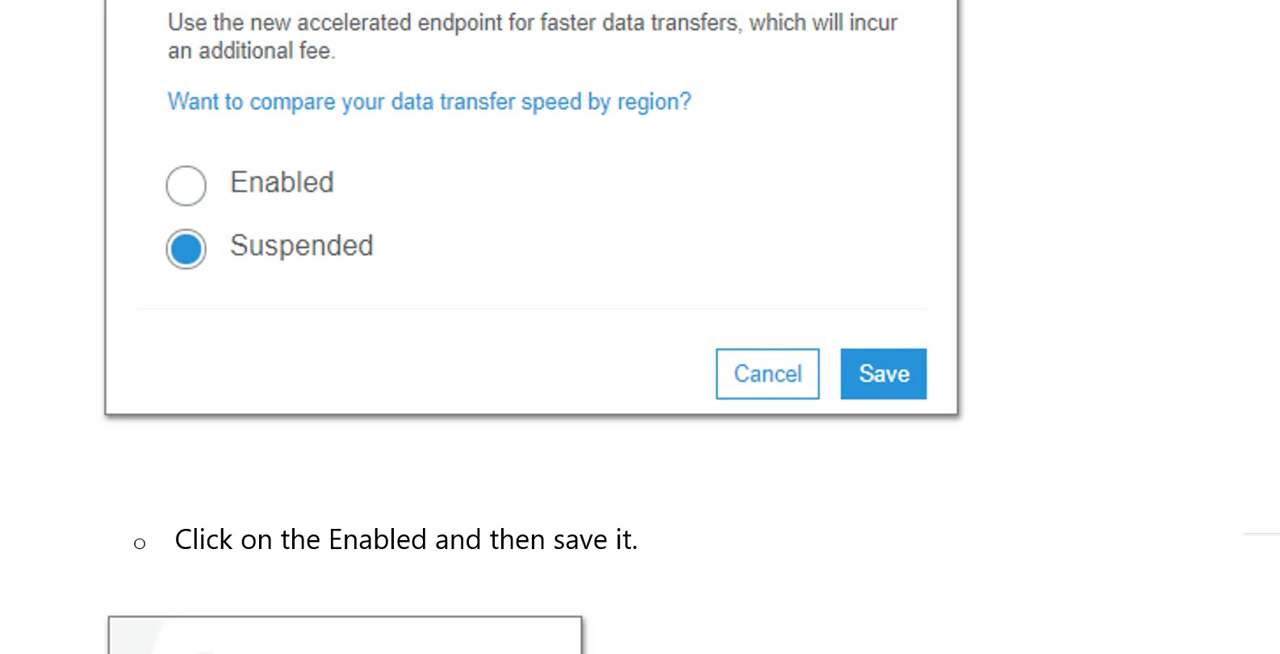 Use the new accelerated endpoint for faster data transfers, which will incur
an additional fee.
Want to compare your data transfer speed by region?
Enabled
Suspended
Cancel Save
o Click on the Enabled and then save it.